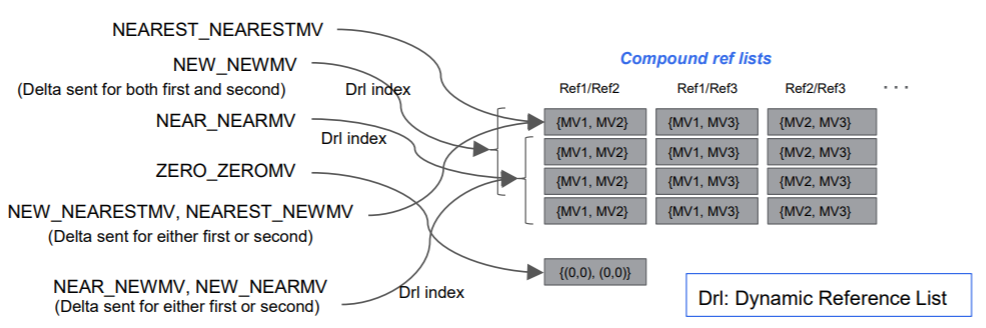 NEAREST_NEARESTMV
NEW_NEWMV
(Delta sent for both first and second)
Drl index
NEAR_NEARMV
Drl index
ZERO_ZEROMV
NEW_NEARESTMV, NEAREST_NEWMV
(Delta sent for either first or second)
NEAR_NEWMV, NEW_NEARMV
(Delta sent for either first or second)
Drl index
Compound ref lists
Ref1/Ref2 Ref1/Ref3 Ref2/Ref3 . . .
{MV1, MV2} {MV1, MV3} {MV2, MV3}
{MV1, MV2} {MV1, MV3} {MV2, MV3}
{MV1, MV2} {MV1, MV3} {MV2, MV3}
{MV1, MV2} {MV1, MV3} {MV2, MV3}
{(0,0), (0,0)}
Drl: Dynamic Reference List